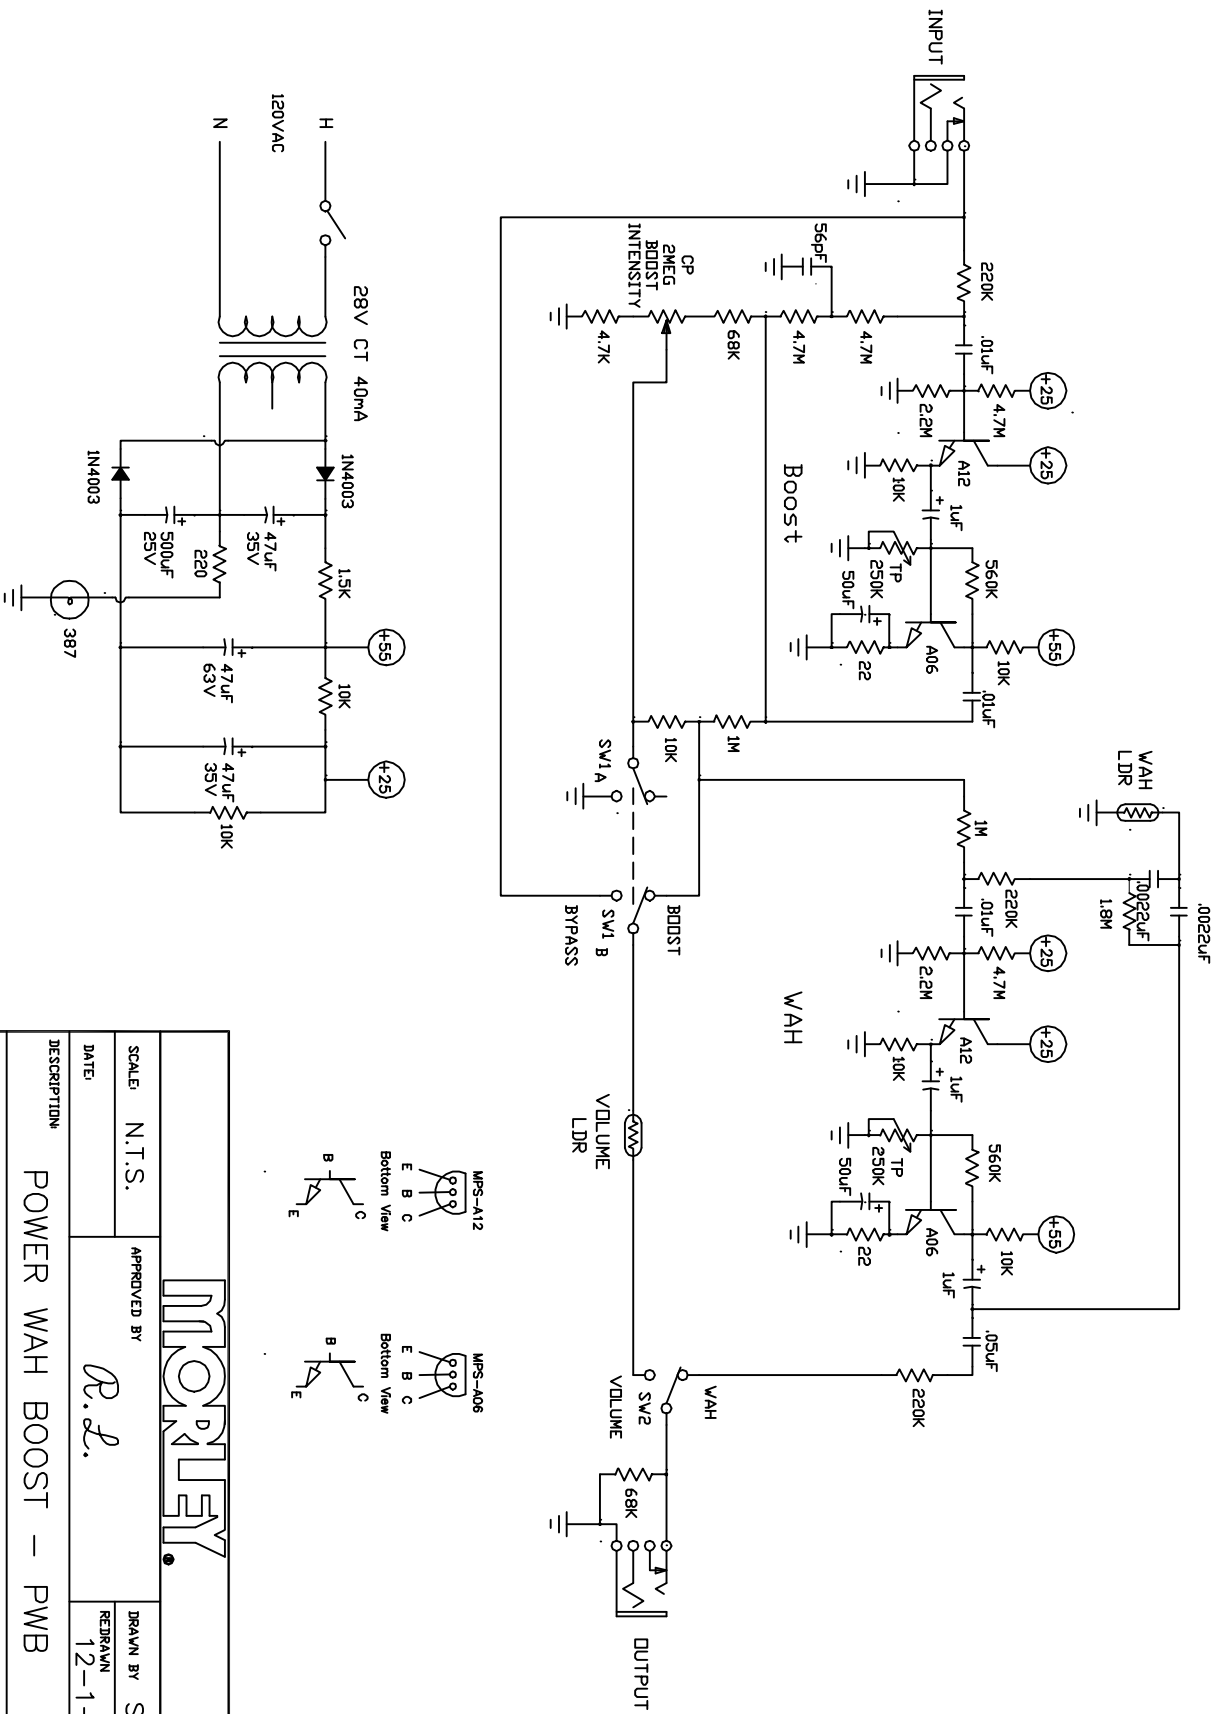 INPUT
220K
.01uF
+25
4.7M
2.2M
+25
A12
10K
1uF
560K
TP
250K
50uF
+55
10K
A06
22
.01uF
56pF
4.7M
4.7M
68K
CP
2MEG
BOOST
INTENSITY
4.7K
Boost
1M
10K
SW1A
BOOST
SW1 B
BYPASS
WAH
LDR
.0022uF
.0022uF
1.8M
1M
220K
.01uF
+25
4.7M
2.2M
+25
A12
10K
1uF
560K
TP
250K
50uF
+55
10K
A06
22
1uF
.05uF
220K
WAH
VOLUME
LDR
WAH
SW2
VOLUME
68K
OUTPUT
H
120VAC
N
28V CT 40mA
1N4003
1N4003
47uF
35V
500uF
25V
220
1.5K
387
+55
47uF
63V
10K
+25
47uF
35V
10K
MPS-A12
E B C
Bottom View
B
C
E
MPS-A06
E B C
Bottom View
B
C
E
MORLEY®
SCALE: N.T.S.
APPROVED BY
R.L.
DRAWN BY S
DATE:
REDRAWN
12-1-
DESCRIPTION:
POWER WAH BOOST - PWB